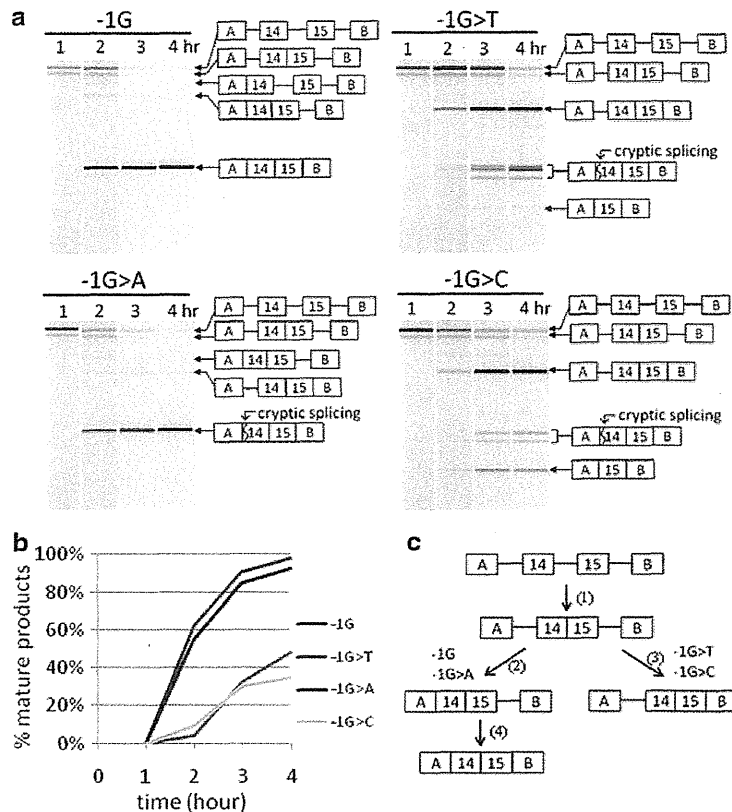 a
-1G
1 2 3 4 hr
A 14 15 B
A 14 15 B
A 14 15 B
A 14 15 B
A 14 15 B
-1G>T
1 2 3 4 hr
A 14 15 B
A 14 15 B
A 14 15 B
cryptic splicing
A 14 15 B
A 15 B
-1G>A
1 2 3 4 hr
A 14 15 B
A 14 15 B
A 14 15 B
A 14 15 B
cryptic splicing
A 14 15 B
-1G>C
1 2 3 4 hr
A 14 15 B
A 14 15 B
A 14 15 B
cryptic splicing
A 14 15 B
A 15 B
b
% mature products
100%
80%
60%
40%
20%
0%
0 1 2 3 4
time (hour)
-1G
-1G>T
-1G>A
-1G>C
c
A 14 15 B
(1)
A 14 15 B
-1G
-1G>A
(2)
(3)
-1G>T
-1G>C
A 14 15 B
A 14 15 B
(4)
A 14 15 B